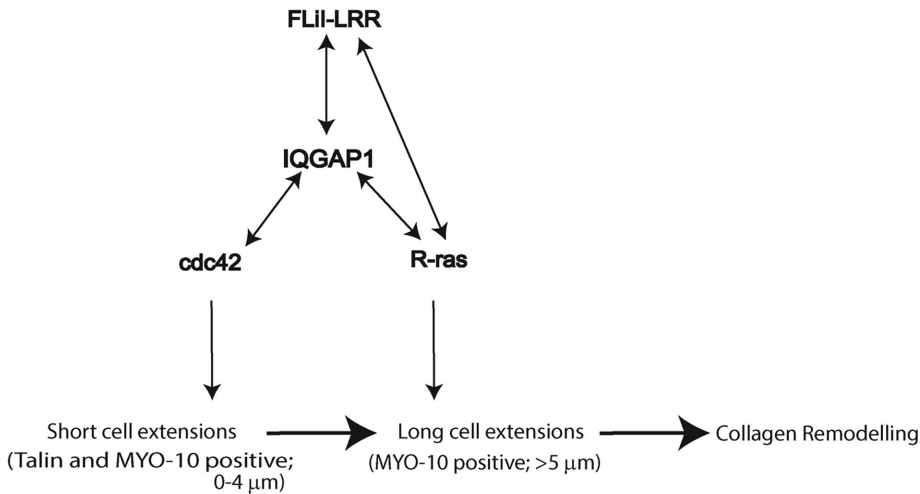 FLiI-LRR
IQGAP1
cdc42
R-ras
Short cell extensions
(Talin and MYO-10 positive;
0-4 μm)
Long cell extensions
(MYO-10 positive; >5 μm)
Collagen Remodelling